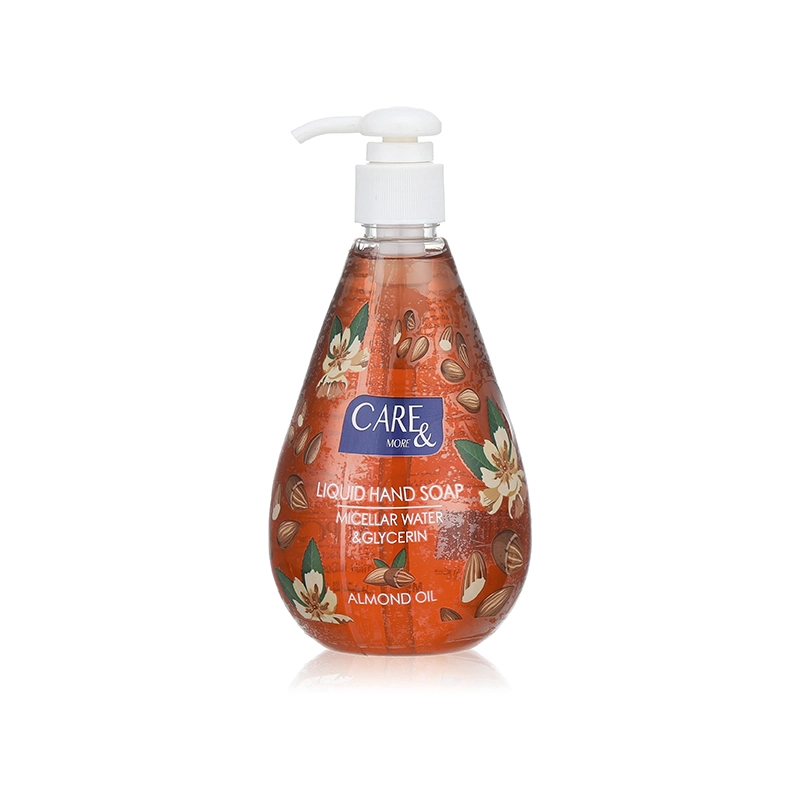 CARE &
MORE
LIQUID HAND SOAP
MICELLAR WATER
&GLYCERIN
ALMOND OIL